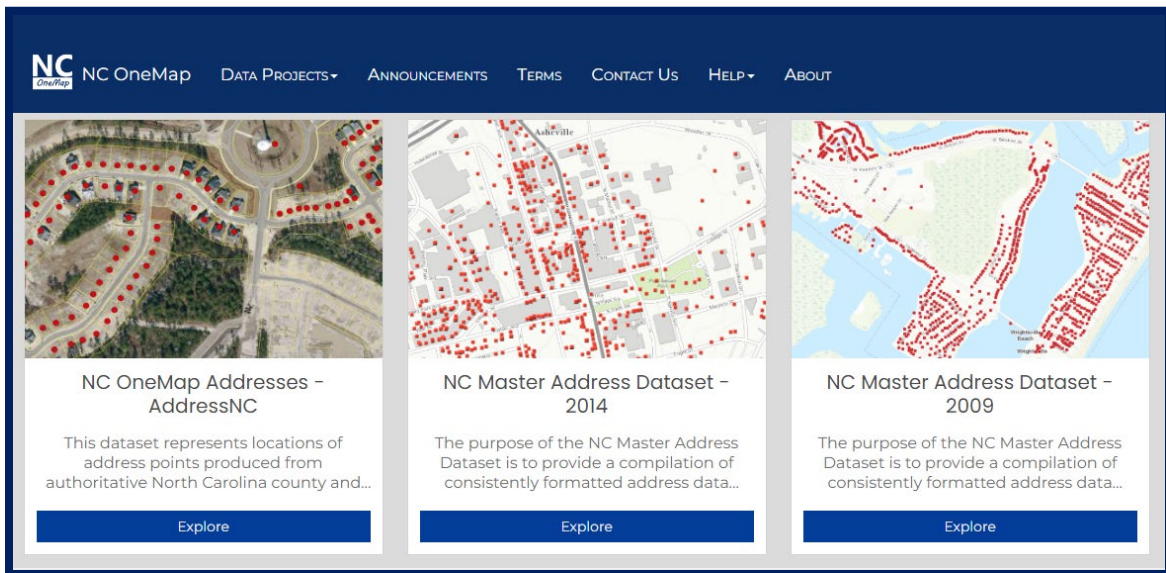 NC
OneMap
NC OneMap
DATA PROJECTS
ANNOUNCEMENTS
TERMS
CONTACT US
HELP
ABOUT
Asheville
Wrightsville
Beach
NC OneMap Addresses -
AddressNC
This dataset represents locations of
address points produced from
authoritative North Carolina county and...
Explore
NC Master Address Dataset -
2014
The purpose of the NC Master Address
Dataset is to provide a compilation of
consistently formatted address data...
Explore
NC Master Address Dataset -
2009
The purpose of the NC Master Address
Dataset is to provide a compilation of
consistently formatted address data...
Explore